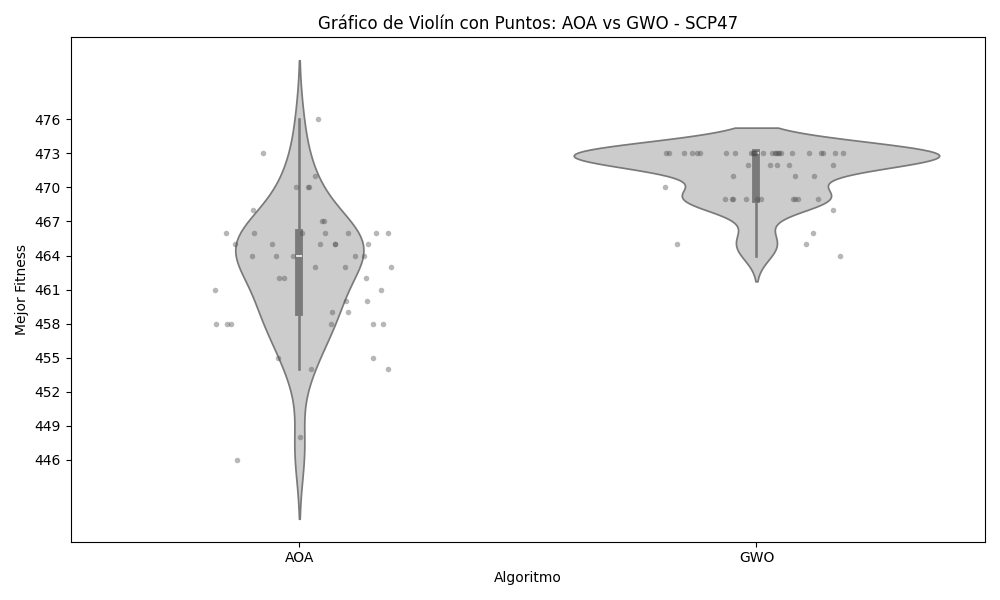 Gráfico de Violín con Puntos: AOA vs GWO - SCP47
Mejor Fitness
476
473
470
467
464
461
458
455
452
449
446
AOA
GWO
Algoritmo